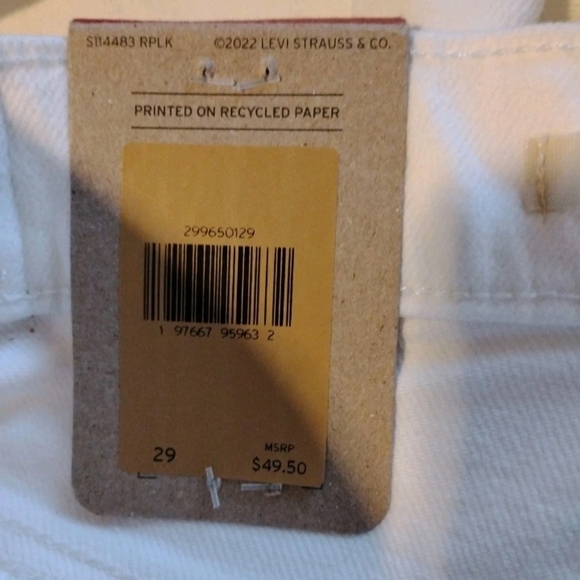 S114483 RPLK ©2022 LEVI STRAUSS & CO.
PRINTED ON RECYCLED PAPER
299650129
1 97667 95963 2
29
MSRP
$49.50